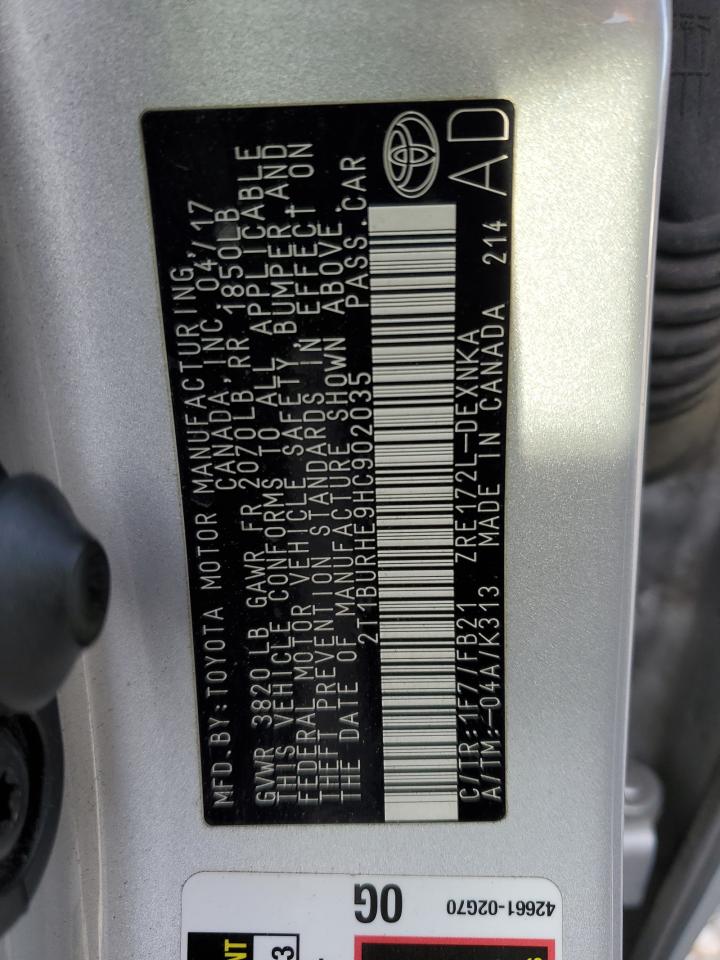 MFD.BY:TOYOTA MOTOR MANUFACTURING,
CANADA, INC. 04/17
GVWR 3820LB GAWR FR 2070LB, RR 1850LB
THIS VEHICLE CONFORMS TO ALL APPLICABLE
FEDERAL MOTOR VEHICLE SAFETY, BUMPER, AND
THEFT PREVENTION STANDARDS IN EFFECT ON
THE DATE OF MANUFACTURE SHOWN ABOVE.
2T1BURHE9HC902035 PASS.CAR
C/TR:1F7/FB21 ZRE172L-DEXNKA
A/TM:-04A/K313 MADE IN CANADA 214
AD
42661-02G70
0G
NT
3